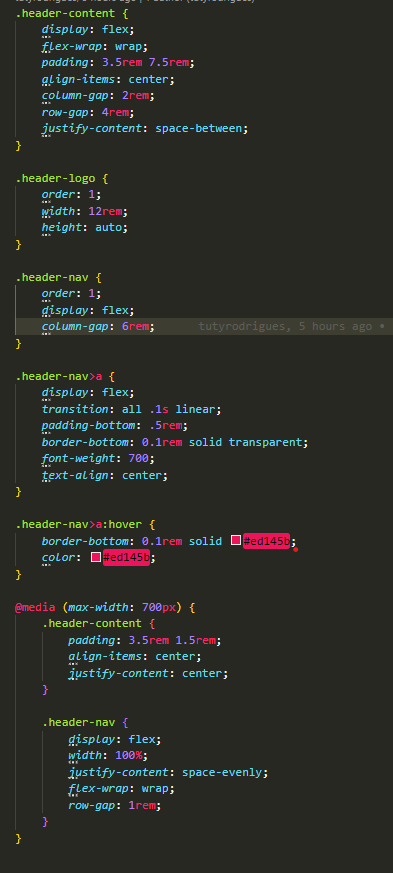 .header-content {
display: flex;
flex-wrap: wrap;
padding: 3.5rem 7.5rem;
align-items: center;
column-gap: 2rem;
row-gap: 4rem;
justify-content: space-between;
}
.header-logo {
order: 1;
width: 12rem;
height: auto;
}
.header-nav {
order: 1;
display: flex;
column-gap: 6rem; tutyrodrigues, 5 hours ago •
}
.header-nav>a {
display: flex;
transition: all .1s linear;
padding-bottom: .5rem;
border-bottom: 0.1rem solid transparent;
font-weight: 700;
text-align: center;
}
.header-nav>a:hover {
border-bottom: 0.1rem solid #ed145b;
color: #ed145b;
}
@media (max-width: 700px) {
.header-content {
padding: 3.5rem 1.5rem;
align-items: center;
justify-content: center;
}
.header-nav {
display: flex;
width: 100%;
justify-content: space-evenly;
flex-wrap: wrap;
row-gap: 1rem;
}
}